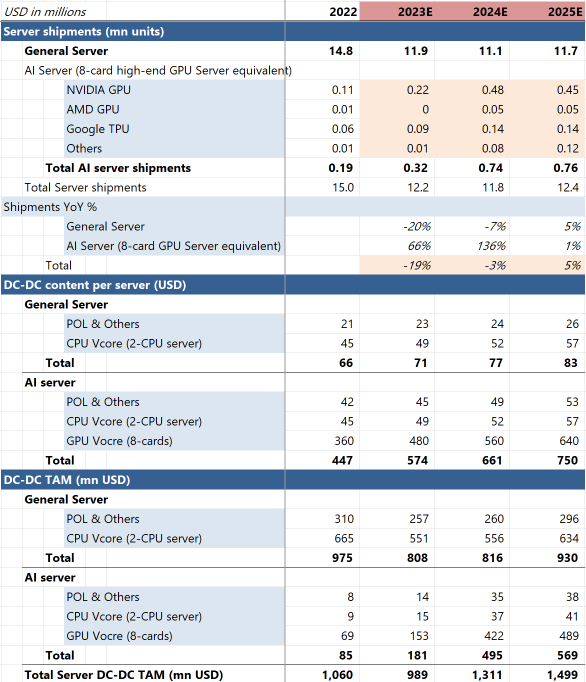 USD in millions 2022 2023E 2024E 2025E
Server shipments (mn units)
General Server 14.8 11.9 11.1 11.7
AI Server (8-card high-end GPU Server equivalent)
NVIDIA GPU 0.11 0.22 0.48 0.45
AMD GPU 0.01 0 0.05 0.05
Google TPU 0.06 0.09 0.14 0.14
Others 0.01 0.01 0.08 0.12
Total AI server shipments 0.19 0.32 0.74 0.76
Total Server shipments 15.0 12.2 11.8 12.4
Shipments YoY %
General Server -20% -7% 5%
AI Server (8-card GPU Server equivalent) 66% 136% 1%
Total -19% -3% 5%
DC-DC content per server (USD)
General Server
POL & Others 21 23 24 26
CPU Vcore (2-CPU server) 45 49 52 57
Total 66 71 77 83
AI server
POL & Others 42 45 49 53
CPU Vcore (2-CPU server) 45 49 52 57
GPU Vocre (8-cards) 360 480 560 640
Total 447 574 661 750
DC-DC TAM (mn USD)
General Server
POL & Others 310 257 260 296
CPU Vcore (2-CPU server) 665 551 556 634
Total 975 808 816 930
AI server
POL & Others 8 14 35 38
CPU Vcore (2-CPU server) 9 15 37 41
GPU Vocre (8-cards) 69 153 422 489
Total 85 181 495 569
Total Server DC-DC TAM (mn USD) 1,060 989 1,311 1,499